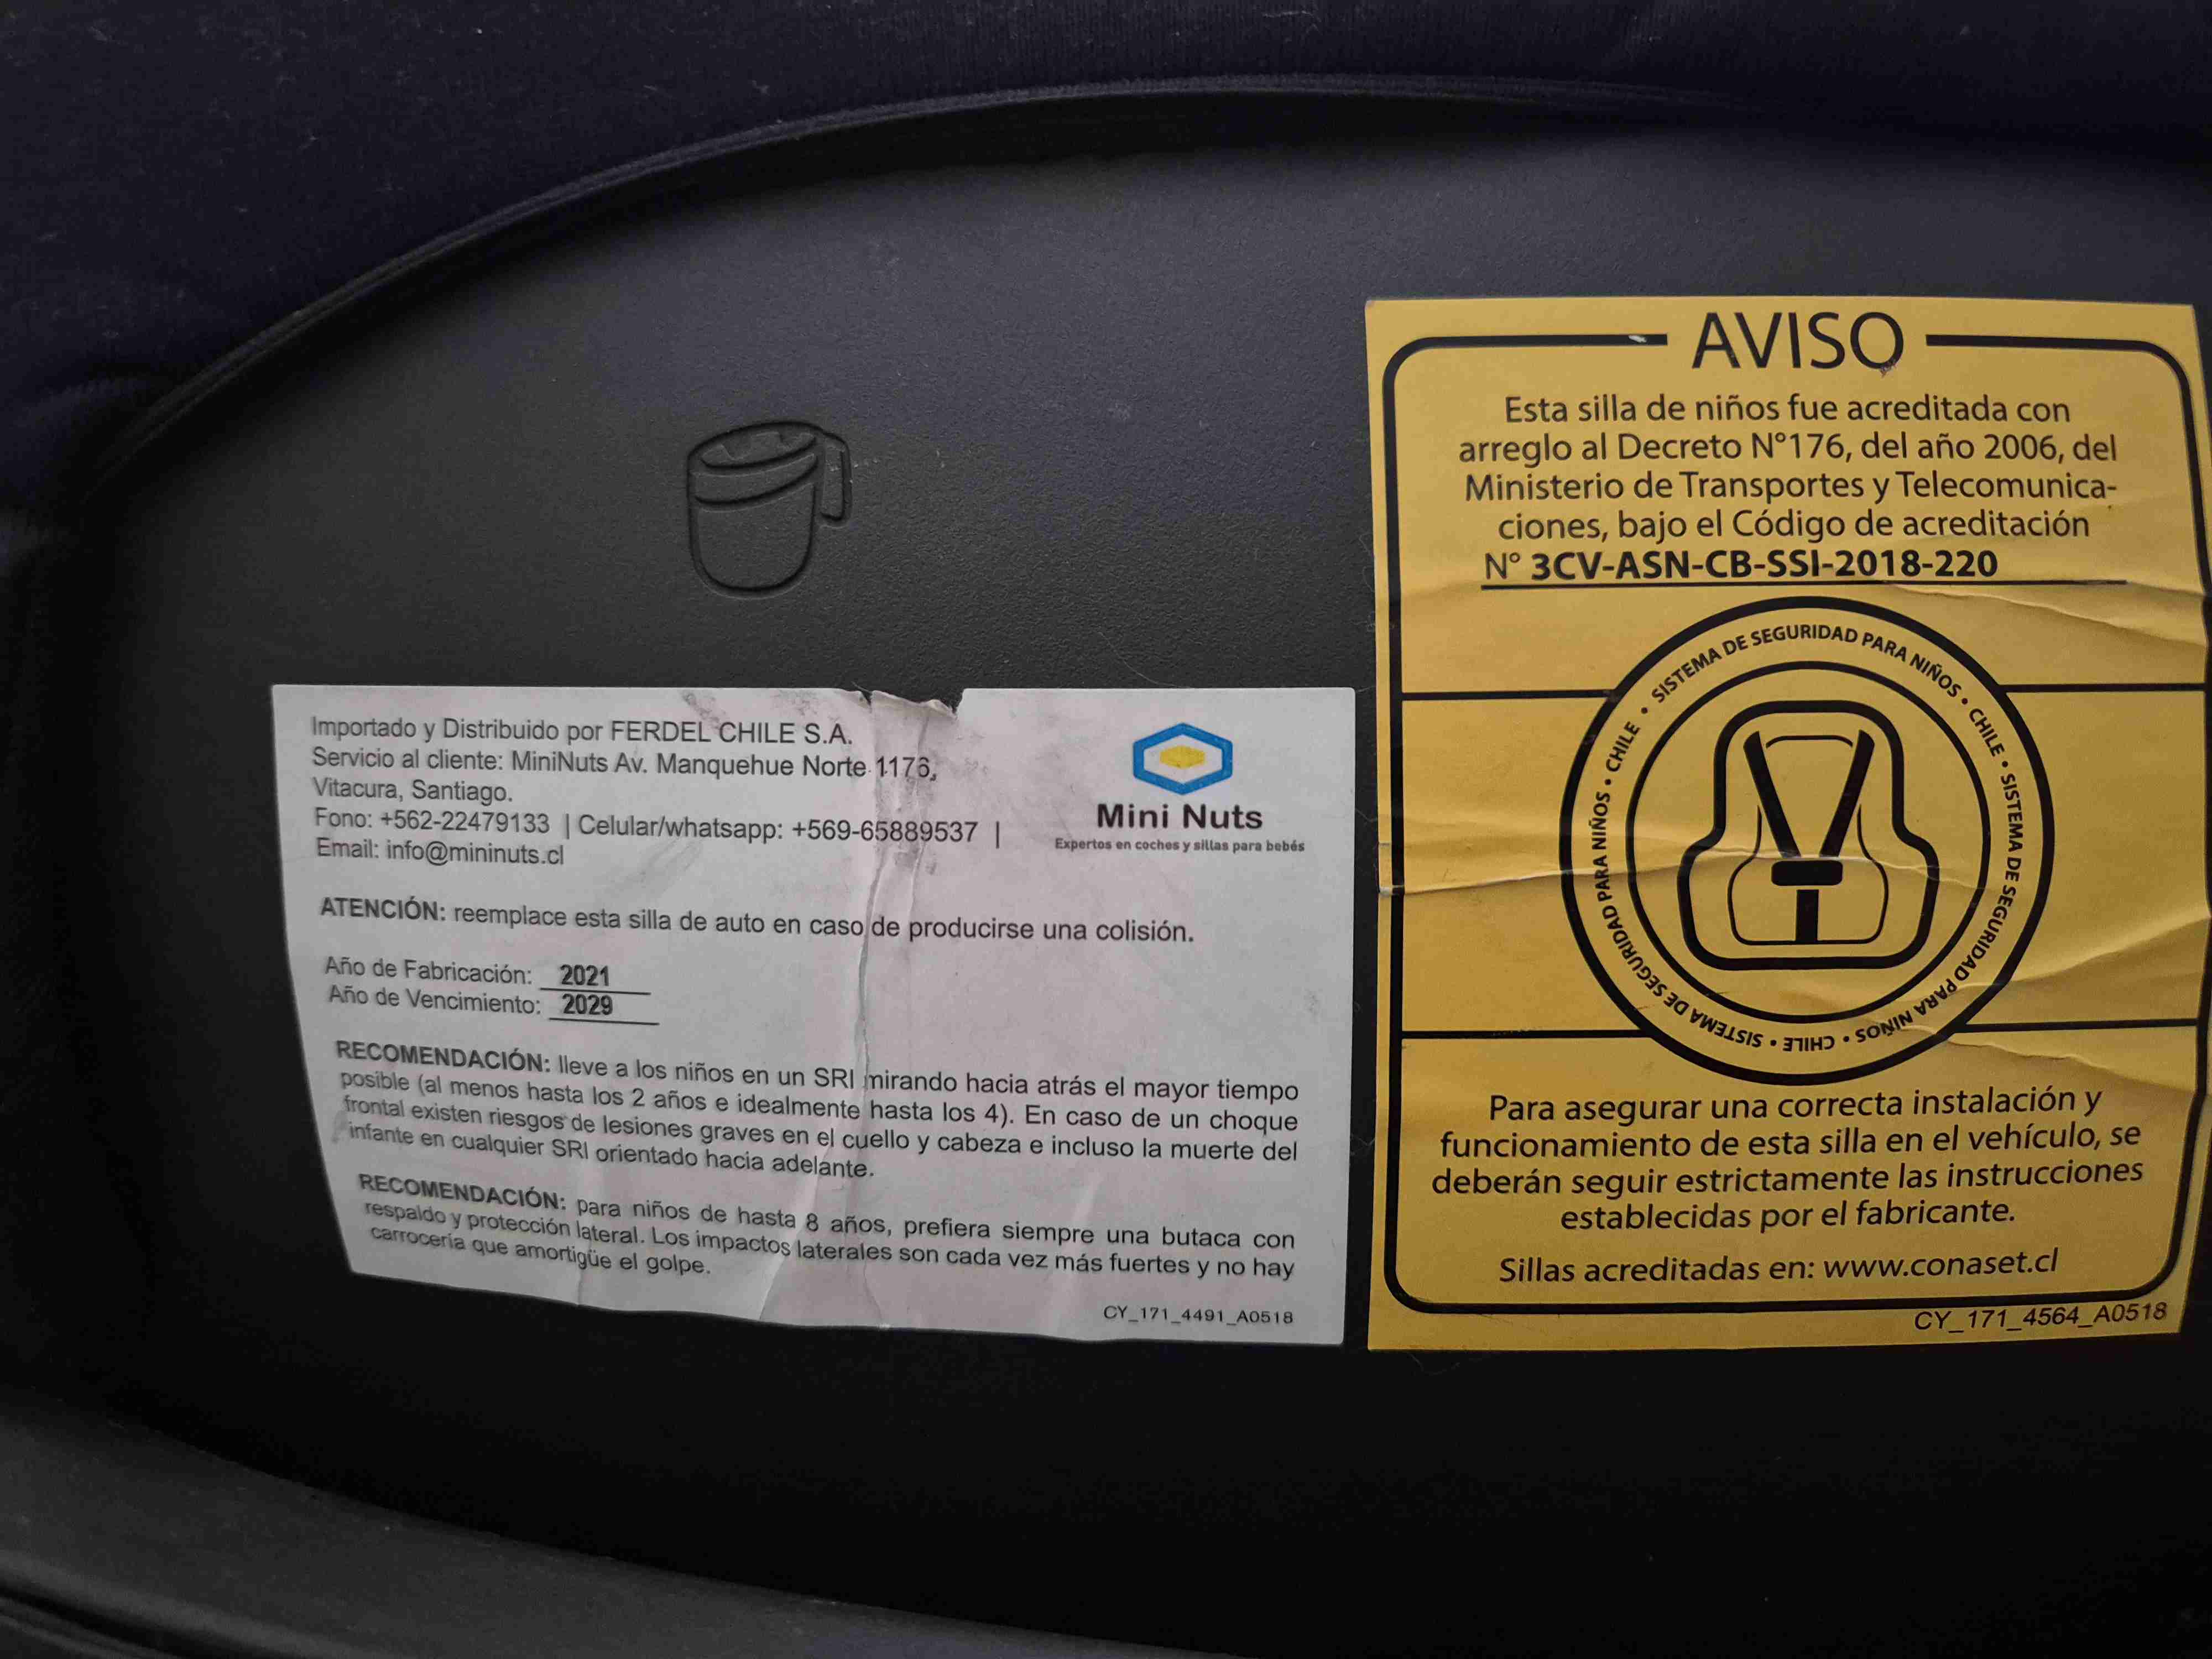 Importado y Distribuido por FERDEL CHILE S.A.
Servicio al cliente: MiniNuts Av. Manquehue Norte 1176,
Vitacura, Santiago.
Fono: +562-22479133 | Celular/whatsapp: +569-65889537 |
Email: info@mininuts.cl
Mini Nuts
Expertos en coches y sillas para bebés
ATENCIÓN: reemplace esta silla de auto en caso de producirse una colisión.
Año de Fabricación: 2021
Año de Vencimiento: 2029
RECOMENDACIÓN: lleve a los niños en un SRI mirando hacia atrás el mayor tiempo
posible (al menos hasta los 2 años e idealmente hasta los 4). En caso de un choque
frontal existen riesgos de lesiones graves en el cuello y cabeza e incluso la muerte del
infante en cualquier SRI orientado hacia adelante.
RECOMENDACIÓN: para niños de hasta 8 años, prefiera siempre una butaca con
respaldo y protección lateral. Los impactos laterales son cada vez más fuertes y no hay
carrocería que amortigüe el golpe.
CY_171_4491_A0518
AVISO
Esta silla de niños fue acreditada con
arreglo al Decreto N°176, del año 2006, del
Ministerio de Transportes y Telecomunica-
ciones, bajo el Código de acreditación
N° 3CV-ASN-CB-SSI-2018-220
SISTEMA DE SEGURIDAD PARA NIÑOS • CHILE • SISTEMA DE SEGURIDAD PARA NIÑOS • CHILE • SISTEMA DE SEGURIDAD PARA NIÑOS • CHILE •
Para asegurar una correcta instalación y
funcionamiento de esta silla en el vehículo, se
deberán seguir estrictamente las instrucciones
establecidas por el fabricante.
Sillas acreditadas en: www.conaset.cl
CY_171_4564_A0518